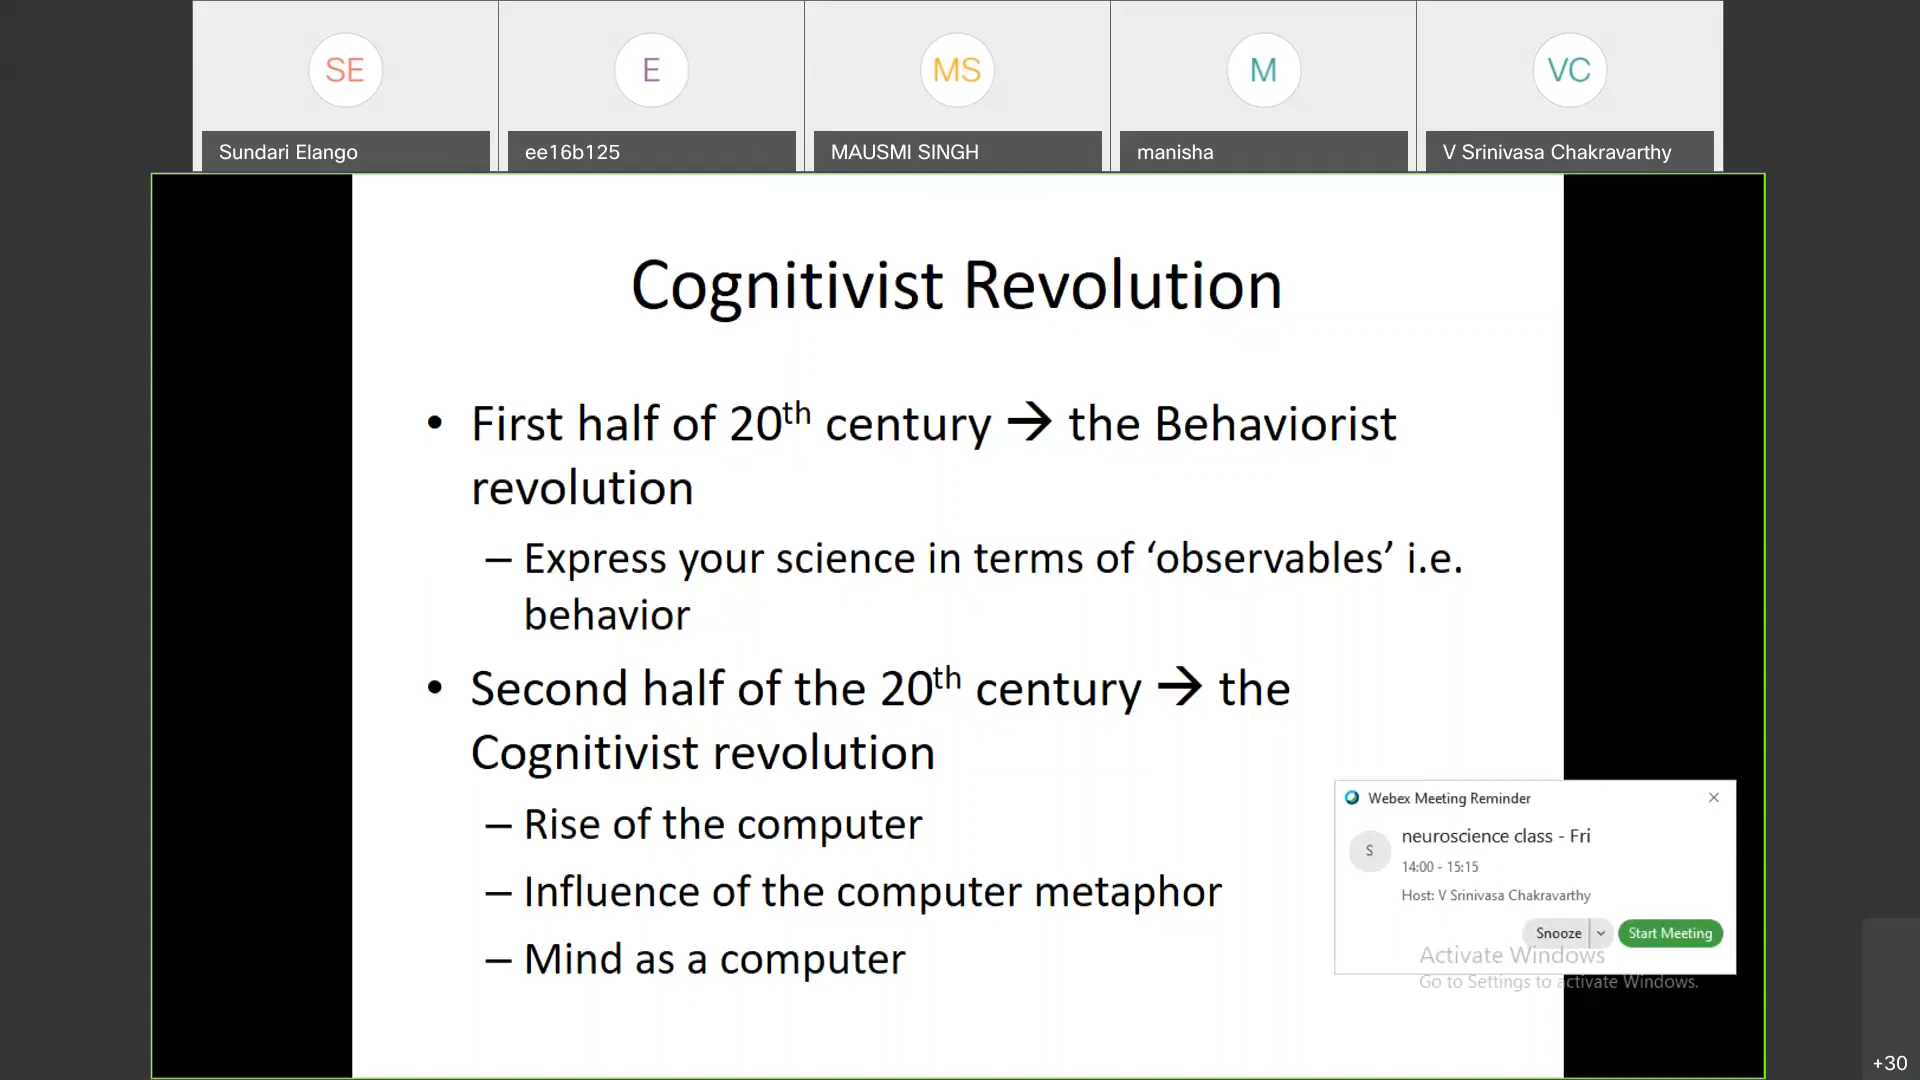 SE
E
MS
M
VC
Sundari Elango
ee16b125
MAUSMI SINGH
manisha
V Srinivasa Chakravarthy
Cognitivist Revolution
• First half of 20th century → the Behaviorist
revolution
– Express your science in terms of ‘observables’ i.e.
behavior
• Second half of the 20th century → the
Cognitivist revolution
– Rise of the computer
– Influence of the computer metaphor
– Mind as a computer
Webex Meeting Reminder
S
neuroscience class - Fri
14:00 - 15:15
Host: V Srinivasa Chakravarthy
Snooze
Start Meeting
Activate Windows
Go to Settings to activate Windows.
+30